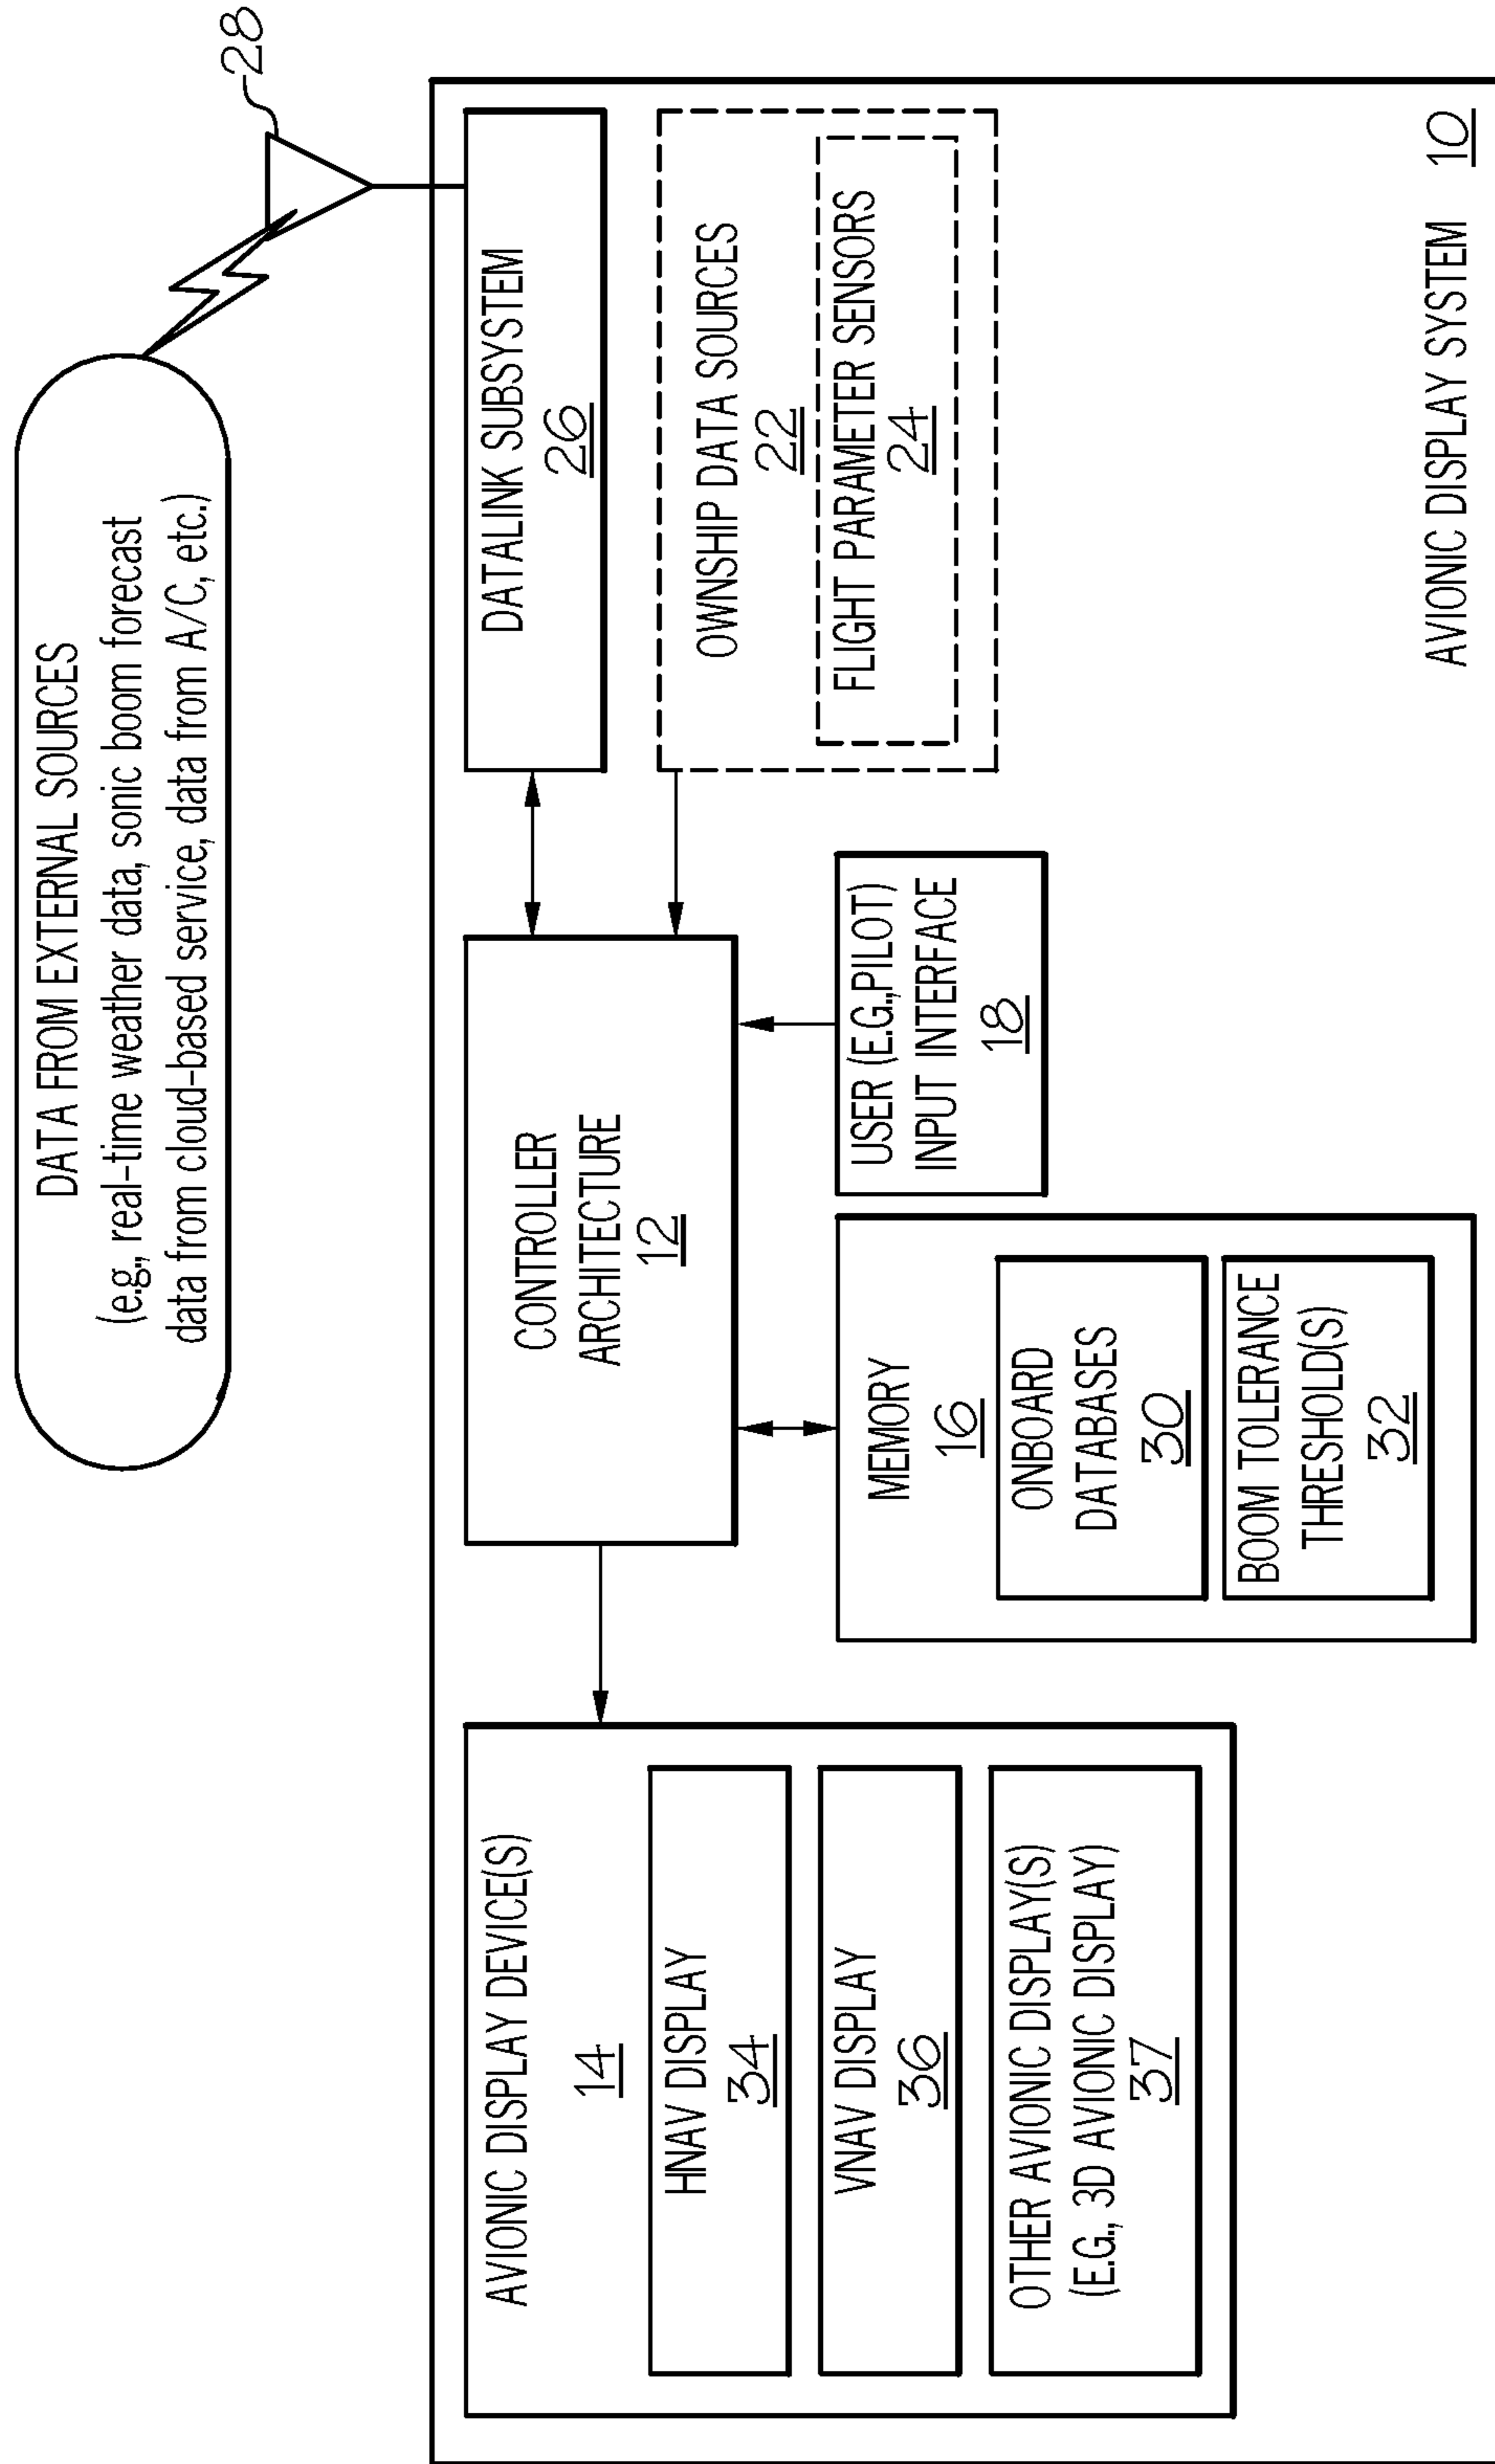 DATA FROM EXTERNAL SOURCES
(e.g., real-time weather data, sonic boom forecast
data from cloud-based service, data from A/C, etc.)
28
AVIONIC DISPLAY DEVICE(S)
14
HNAV DISPLAY
34
VNAV DISPLAY
36
OTHER AVIONIC DISPLAY(S)
(E.G., 3D AVIONIC DISPLAY)
37
CONTROLLER
ARCHITECTURE
12
MEMORY
16
ONBOARD
DATABASES
30
BOOM TOLERANCE
THRESHOLD(S)
32
USER (E.G.,PILOT)
INPUT INTERFACE
18
DATALINK SUBSYSTEM
26
OWNSHIP DATA SOURCES
22
FLIGHT PARAMETER SENSORS
24
AVIONIC DISPLAY SYSTEM 10